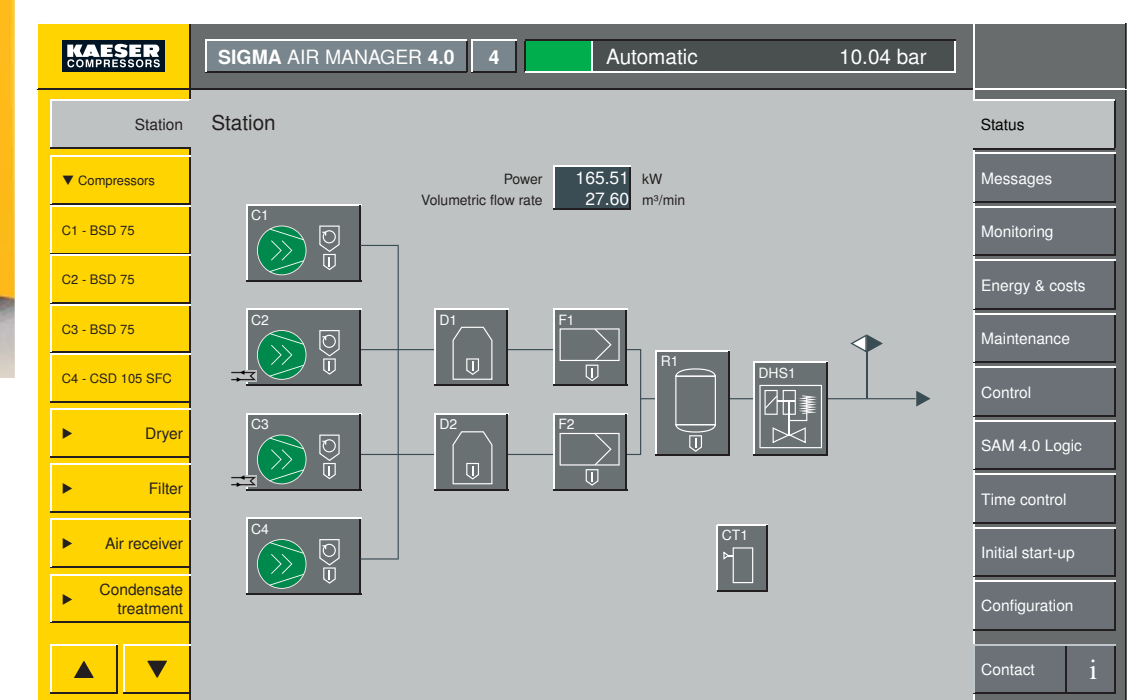 KAESER
COMPRESSORS
SIGMA AIR MANAGER 4.0
4
Automatic
10.04 bar
Station
Station
Status
▼ Compressors
Power 165.51 kW
Volumetric flow rate 27.60 m³/min
Messages
C1 - BSD 75
C1
Monitoring
C2 - BSD 75
Energy & costs
C3 - BSD 75
C2
D1
F1
Maintenance
C4 - CSD 105 SFC
R1
DHS1
Control
► Dryer
C3
D2
F2
SAM 4.0 Logic
► Filter
Time control
► Air receiver
C4
CT1
Initial start-up
► Condensate
treatment
Configuration
▲ ▼
Contact i